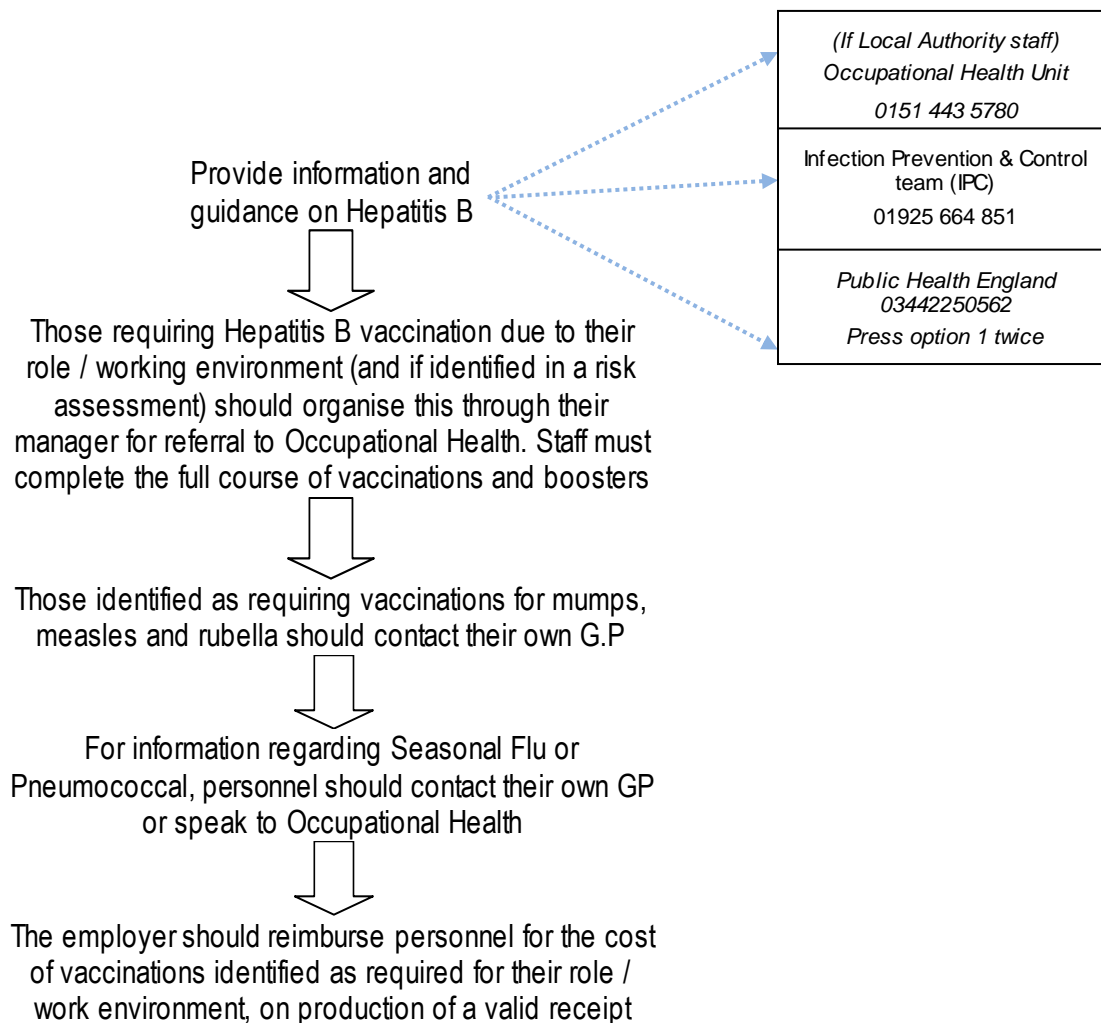 (If Local Authority staff)
Occupational Health Unit
0151 443 5780
Infection Prevention & Control
team (IPC)
01925 664 851
Public Health England
03442250562
Press option 1 twice
Provide information and
guidance on Hepatitis B
Those requiring Hepatitis B vaccination due to their
role / working environment (and if identified in a risk
assessment) should organise this through their
manager for referral to Occupational Health. Staff must
complete the full course of vaccinations and boosters
Those identified as requiring vaccinations for mumps,
measles and rubella should contact their own G.P
For information regarding Seasonal Flu or
Pneumococcal, personnel should contact their own GP
or speak to Occupational Health
The employer should reimburse personnel for the cost
of vaccinations identified as required for their role /
work environment, on production of a valid receipt